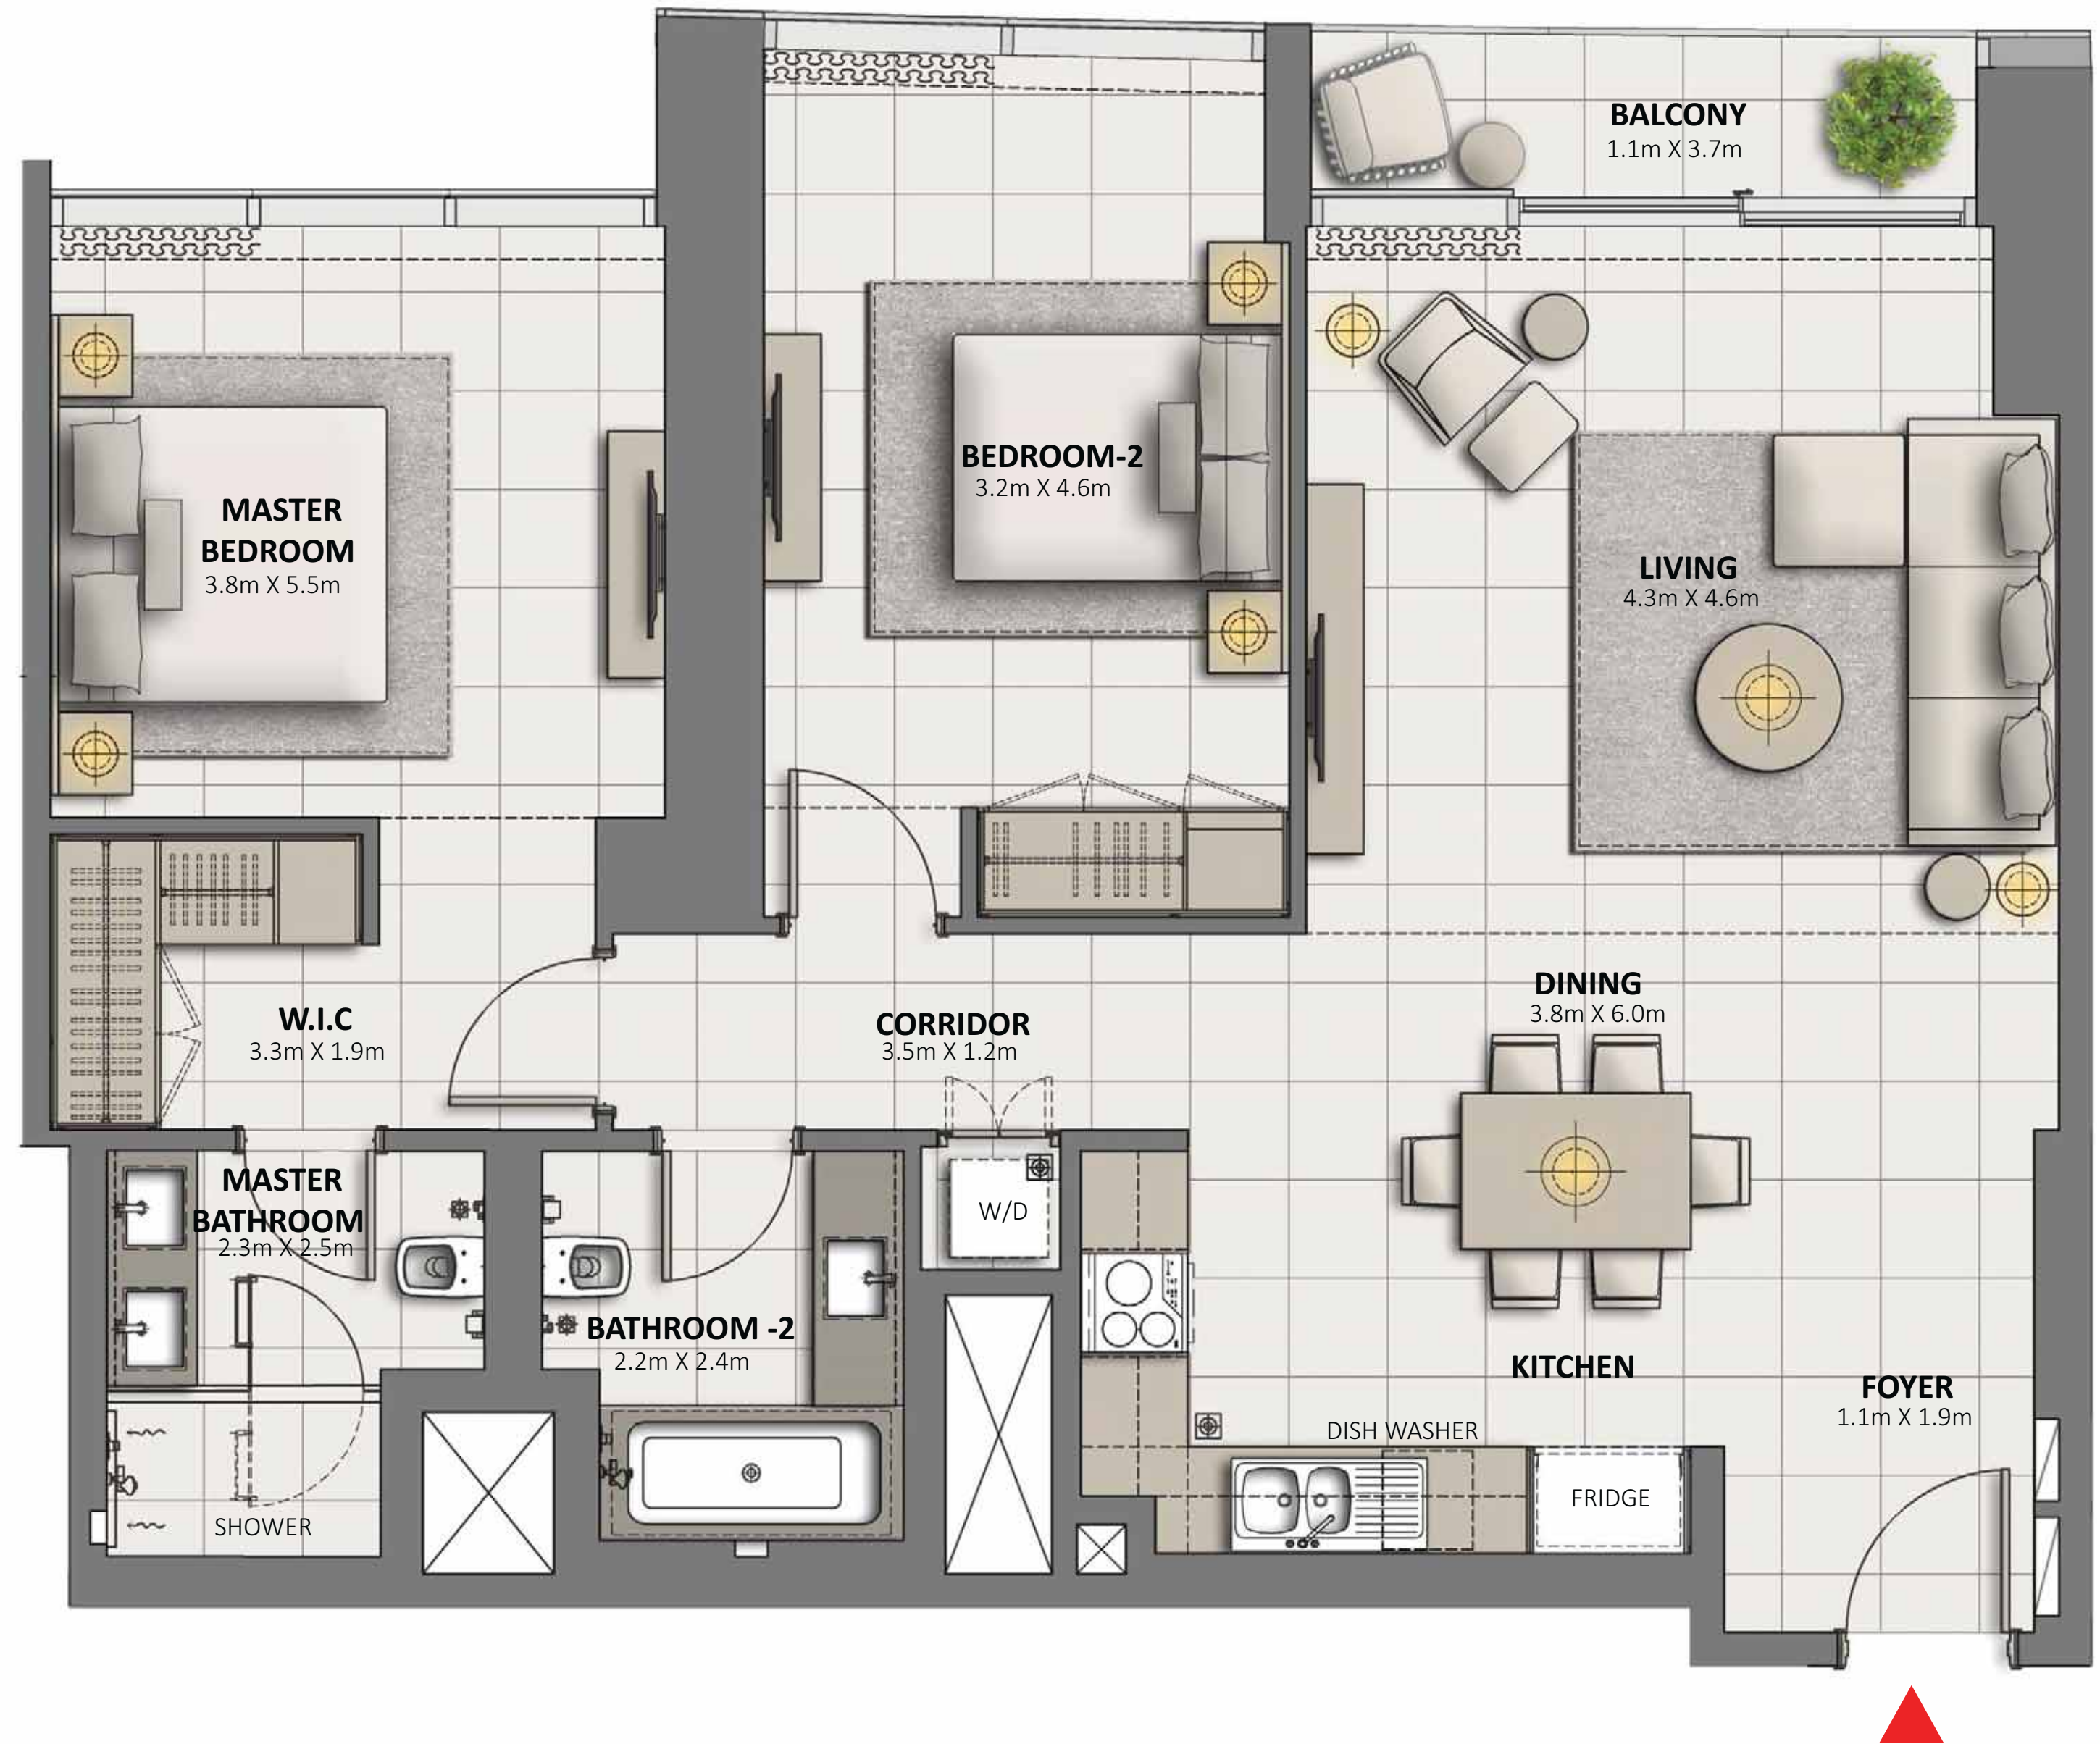 BALCONY
1.1m X 3.7m
BEDROOM-2
3.2m X 4.6m
MASTER
BEDROOM
3.8m X 5.5m
LIVING
4.3m X 4.6m
W.I.C
3.3m X 1.9m
CORRIDOR
3.5m X 1.2m
DINING
3.8m X 6.0m
MASTER
BATHROOM
2.3m X 2.5m
W/D
BATHROOM -2
2.2m X 2.4m
KITCHEN
FOYER
1.1m X 1.9m
DISH WASHER
FRIDGE
SHOWER